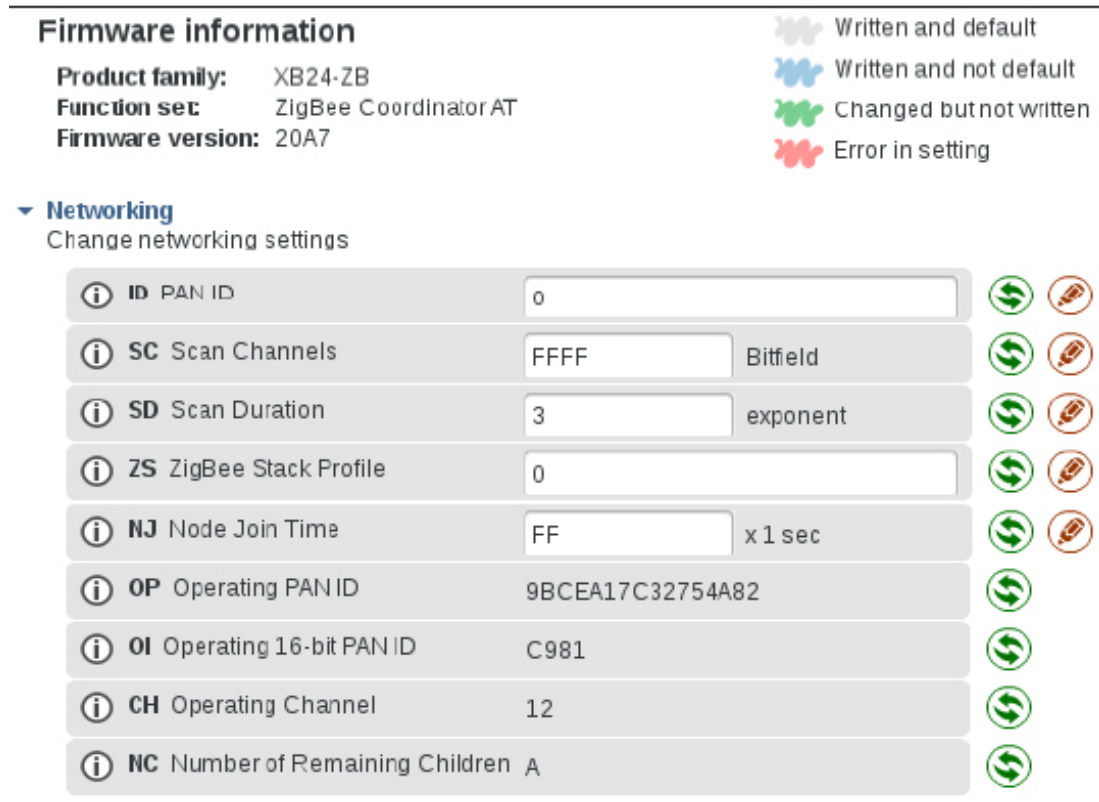 Firmware information
Product family: XB24-ZB
Function set: ZigBee Coordinator AT
Firmware version: 20A7
Written and default
Written and not default
Changed but not written
Error in setting
Networking
Change networking settings
ID PAN ID 0
SC Scan Channels FFFF Bitfield
SD Scan Duration 3 exponent
ZS ZigBee Stack Profile 0
NJ Node Join Time FF x 1 sec
OP Operating PAN ID 9BCEA17C32754A82
OI Operating 16-bit PAN ID C981
CH Operating Channel 12
NC Number of Remaining Children A